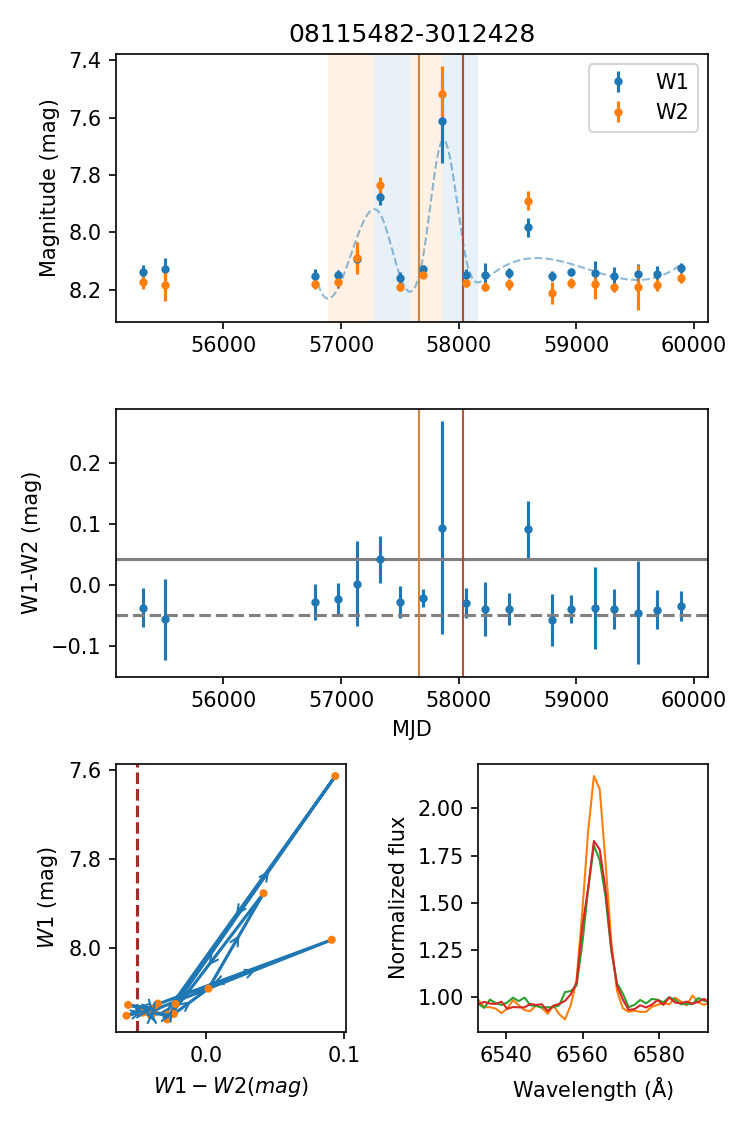 08115482-3012428
Magnitude (mag)
7.4
7.6
7.8
8.0
8.2
W1
W2
56000 57000 58000 59000 60000
W1-W2 (mag)
0.2
0.1
0.0
−0.1
56000 57000 58000 59000 60000
MJD
W1 (mag)
7.6
7.8
8.0
0.0 0.1
W1 − W2(mag)
Normalized flux
2.00
1.75
1.50
1.25
1.00
6540 6560 6580
Wavelength (Å)